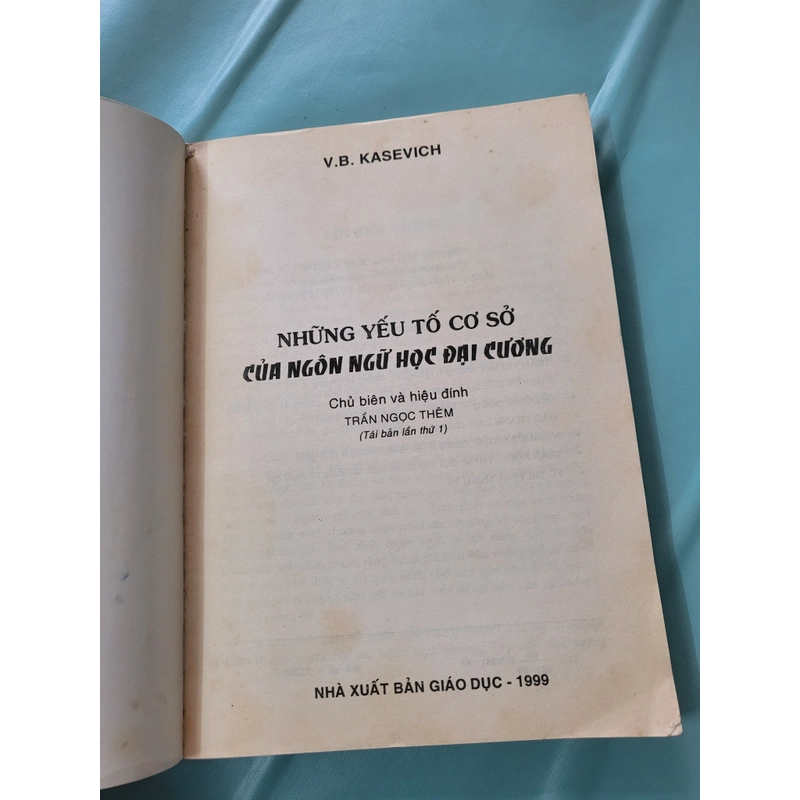 V.B. KASEVICH
NHỮNG YẾU TỐ CƠ SỞ
CỦA NGÔN NGỮ HỌC ĐẠI CƯƠNG
Chủ biên và hiệu đính
TRẦN NGỌC THÊM
(Tái bản lần thứ 1)
NHÀ XUẤT BẢN GIÁO DỤC - 1999